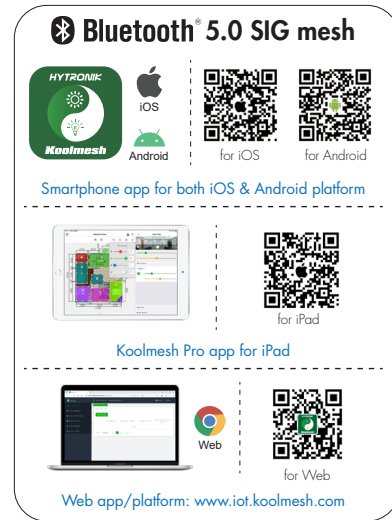 Bluetooth® 5.0 SIG mesh
HYTRONIK
Koolmesh
iOS
Android
for iOS
for Android
Smartphone app for both iOS & Android platform
for iPad
Koolmesh Pro app for iPad
Web
for Web
Web app/platform: www.iot.koolmesh.com